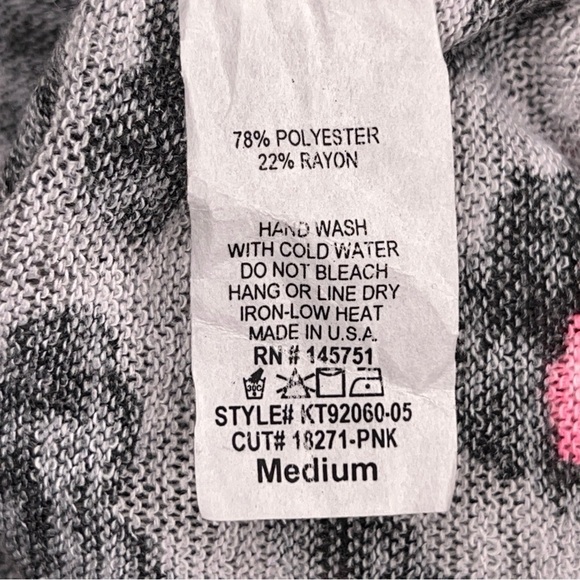 78% POLYESTER
22% RAYON
HAND WASH
WITH COLD WATER
DO NOT BLEACH
HANG OR LINE DRY
IRON-LOW HEAT
MADE IN U.S.A.
RN # 145751
30C
STYLE# KT92060-05
CUT# 18271-PNK
Medium